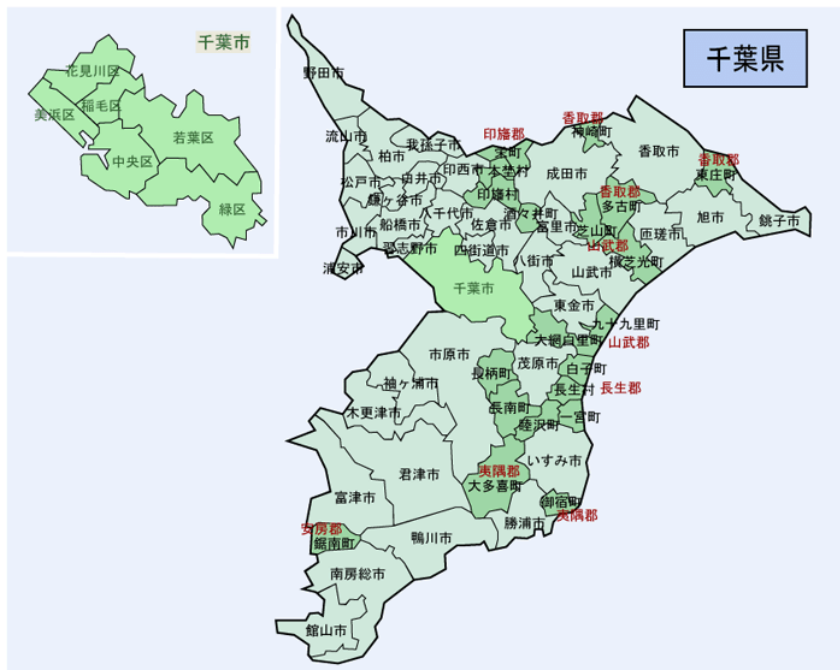 千葉市
千葉県
花見川区
稲毛区
美浜区
若葉区
中央区
緑区
野田市
流山市
我孫子市
柏市
印旛郡
栄町
本埜村
香取郡
神崎町
香取市
香取郡
東庄町
松戸市
白井市
印西市
印旛村
成田市
香取郡
多古町
鎌ヶ谷市
市川市
船橋市
八千代市
佐倉市
酒々井町
富里市
芝山町
山武郡
匝瑳市
旭市
銚子市
習志野市
四街道市
八街市
横芝光町
浦安市
山武市
千葉市
東金市
九十九里町
大網白里町
山武郡
市原市
茂原市
白子町
長柄町
長生村
長生郡
袖ヶ浦市
木更津市
長南町
睦沢町
一宮町
いすみ市
君津市
夷隅郡
大多喜町
富津市
御宿町
夷隅郡
勝浦市
安房郡
鋸南町
鴨川市
南房総市
館山市